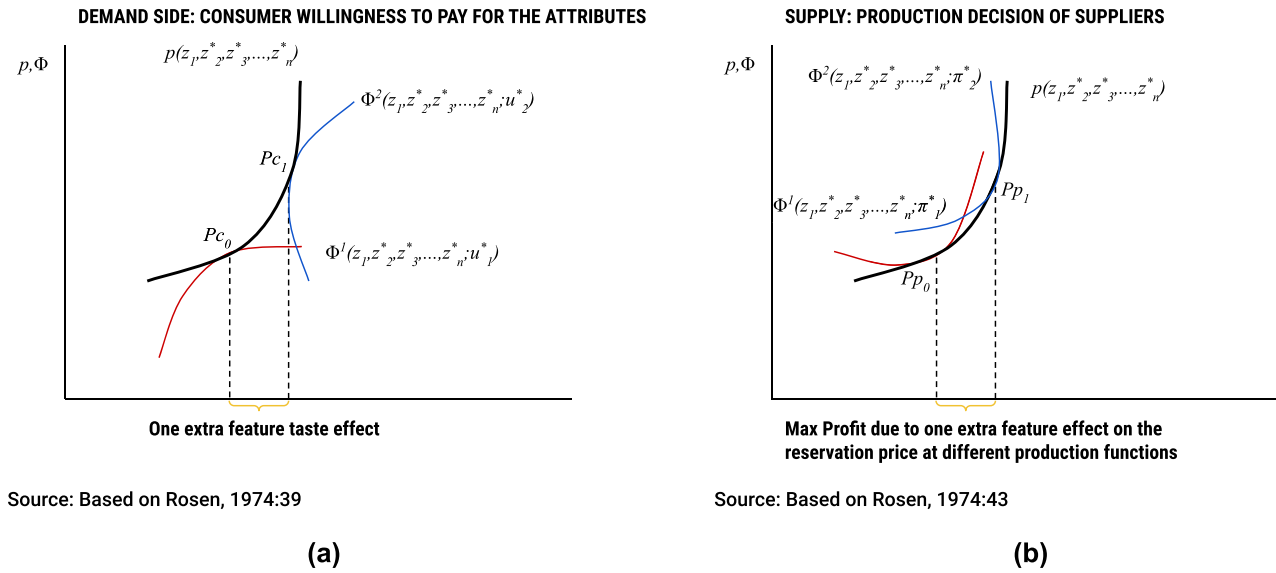 DEMAND SIDE: CONSUMER WILLINGNESS TO PAY FOR THE ATTRIBUTES
p,Φ
p(z₁,z*₂,z*₃,...,z*ₙ)
Φ²(z₁,z*₂,z*₃,...,z*ₙ;u*₂)
Pc₁
Pc₀
Φ¹(z₁,z*₂,z*₃,...,z*ₙ;u*₁)
One extra feature taste effect
Source: Based on Rosen, 1974:39
(a)
SUPPLY: PRODUCTION DECISION OF SUPPLIERS
p,Φ
Φ²(z₁,z*₂,z*₃,...,z*ₙ;π*₂)
p(z₁,z*₂,z*₃,...,z*ₙ)
Pp₁
Φ¹(z₁,z*₂,z*₃,...,z*ₙ;π*₁)
Pp₀
Max Profit due to one extra feature effect on the
reservation price at different production functions
Source: Based on Rosen, 1974:43
(b)